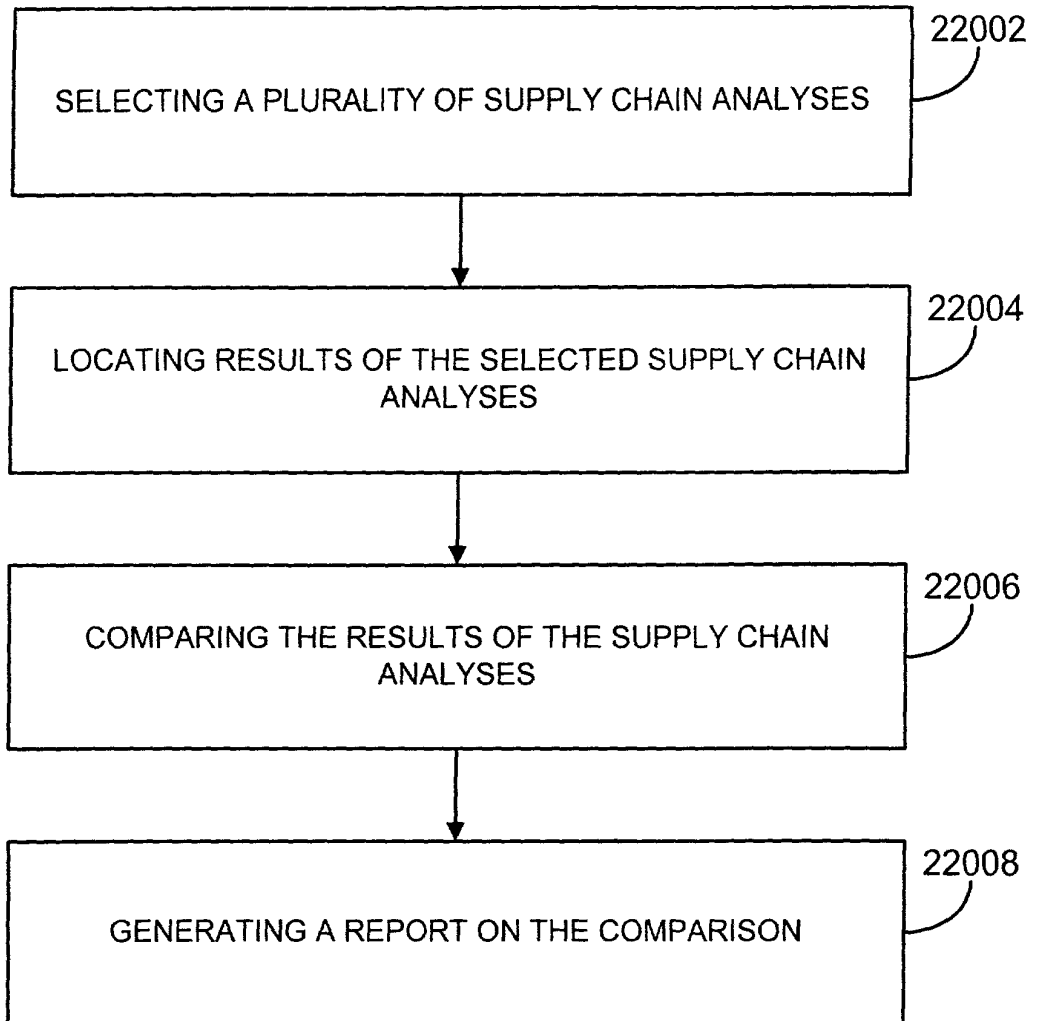 22002
SELECTING A PLURALITY OF SUPPLY CHAIN ANALYSES
22004
LOCATING RESULTS OF THE SELECTED SUPPLY CHAIN
ANALYSES
22006
COMPARING THE RESULTS OF THE SUPPLY CHAIN
ANALYSES
22008
GENERATING A REPORT ON THE COMPARISON